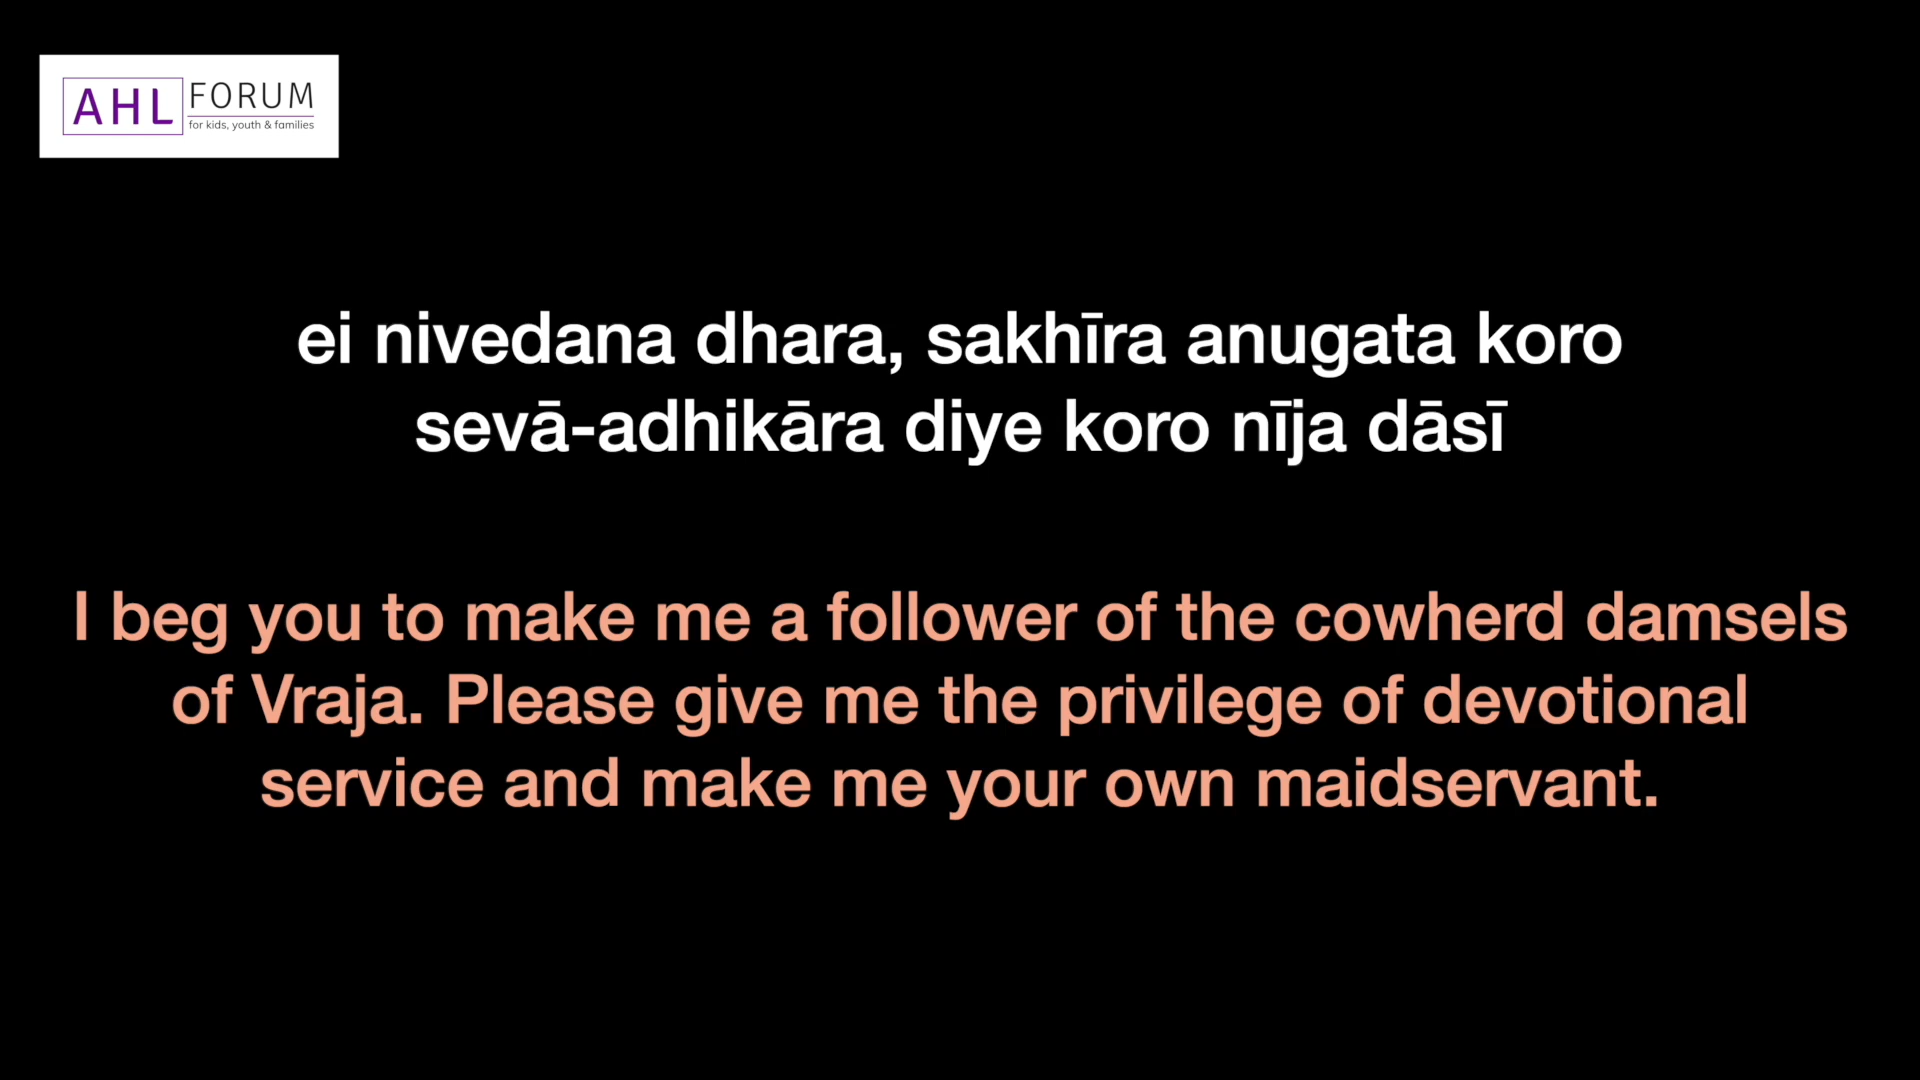 AHL FORUM
for kids, youth & families
ei nivedana dhara, sakhīra anugata koro
sevā-adhikāra diye koro nīja dāsī
I beg you to make me a follower of the cowherd damsels
of Vraja. Please give me the privilege of devotional
service and make me your own maidservant.